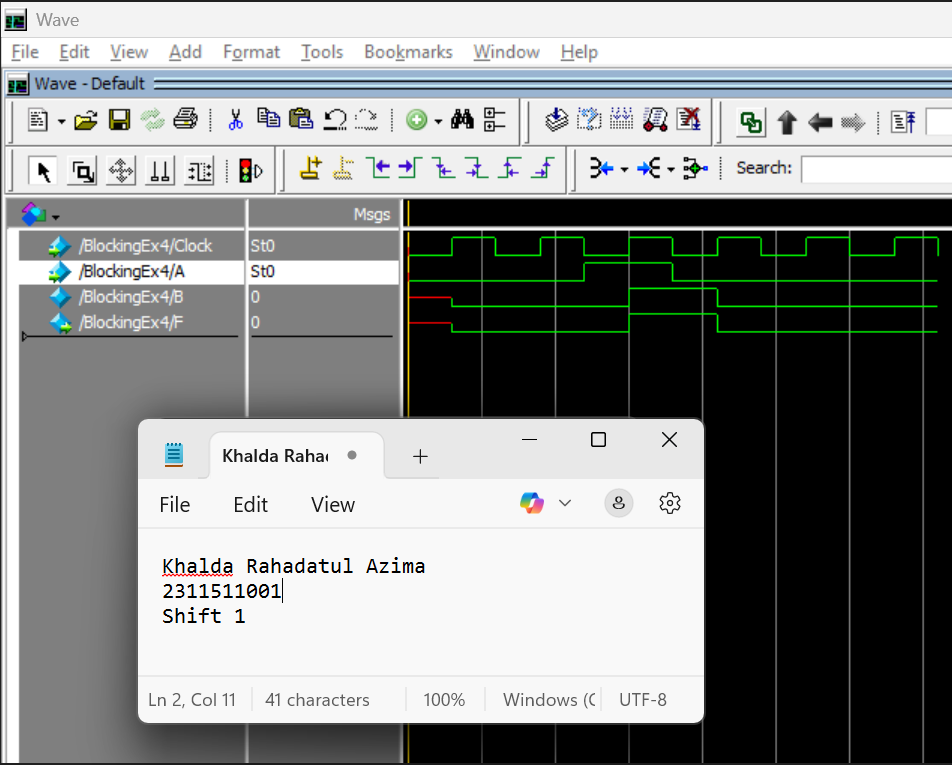 Wave
File Edit View Add Format Tools Bookmarks Window Help
Wave - Default
Search:
Msgs
/BlockingEx4/Clock St0
/BlockingEx4/A St0
/BlockingEx4/B 0
/BlockingEx4/F 0
Khalda Raha
File Edit View
Khalda Rahadatul Azima
2311511001
Shift 1
Ln 2, Col 11 41 characters 100% Windows (C UTF-8